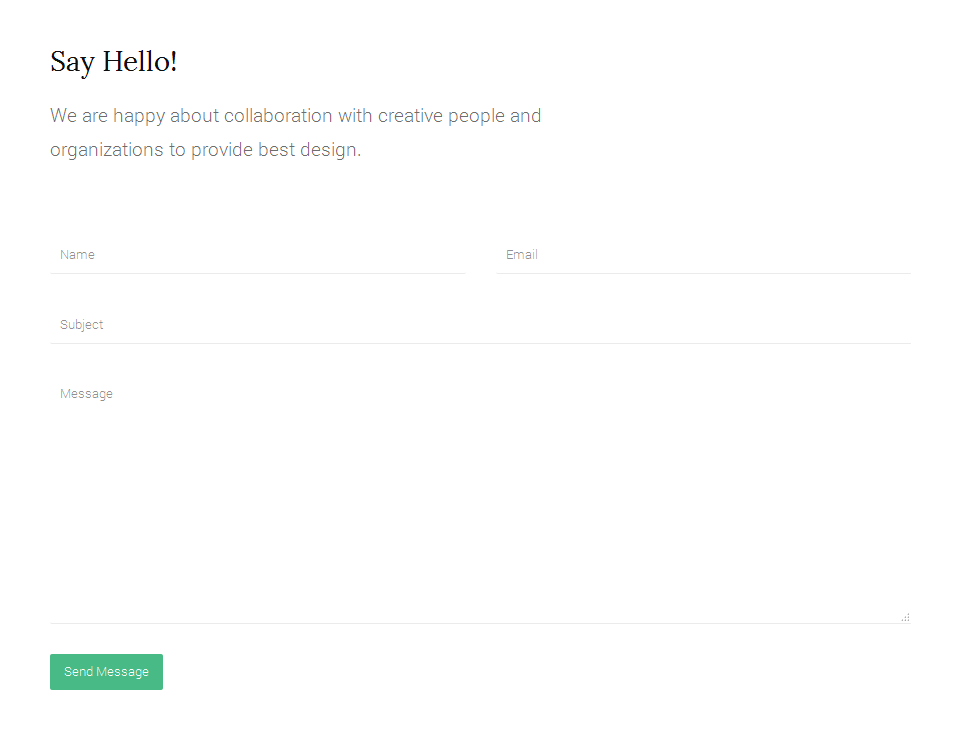 Say Hello!
We are happy about collaboration with creative people and
organizations to provide best design.
Name
Email
Subject
Message
Send Message